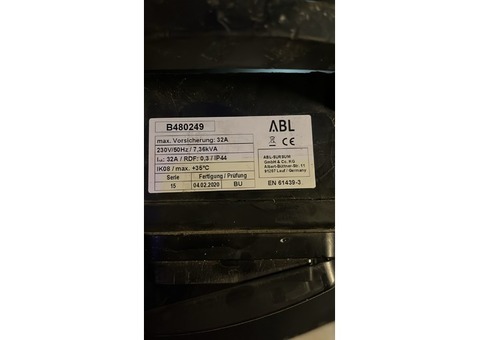 B480249
max. Vorsicherung: 32A
230V/50Hz / 7,36kVA
InA: 32A / RDF: 0,3 / IP44
IK08 / max. +35°C
Serie Fertigung / Prüfung
15 04.02.2020 BU
ABL
CE
ABL-SURSUM
GmbH & Co. KG
Albert-Büttner-Str. 11
91207 Lauf / Germany
EN 61439-3